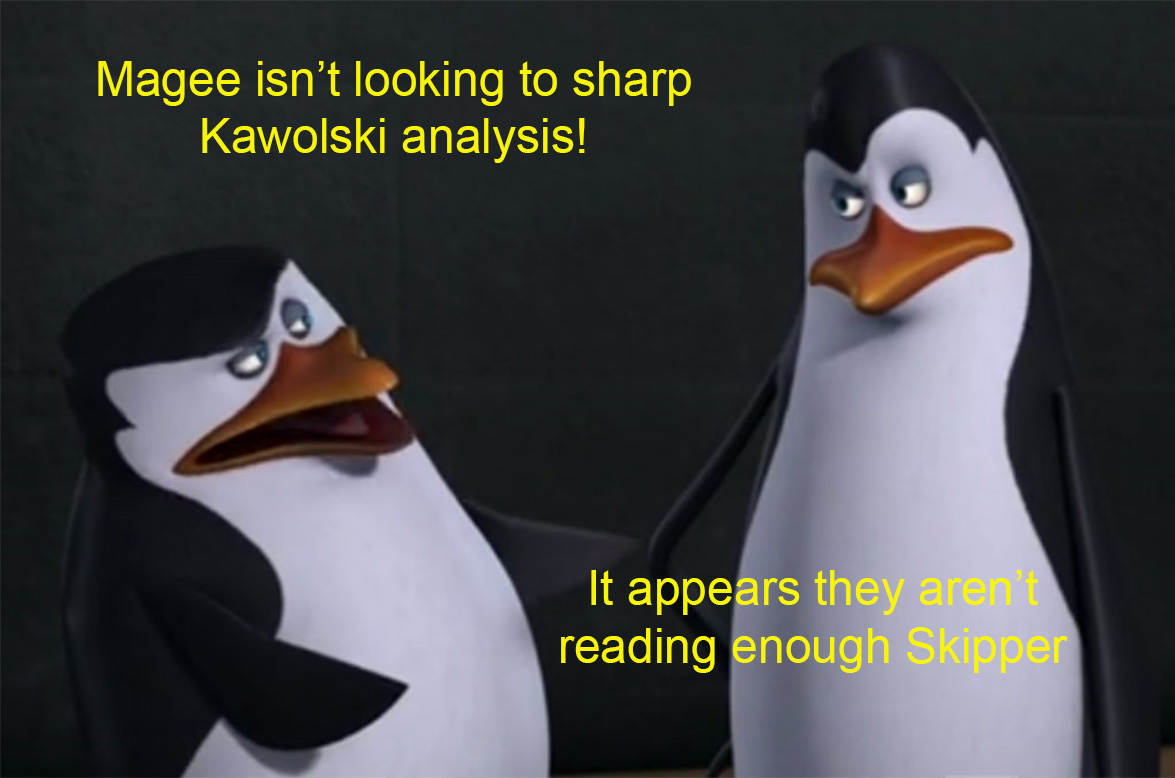 Magee isn’t looking to sharp
Kawolski analysis!
It appears they aren’t
reading enough Skipper